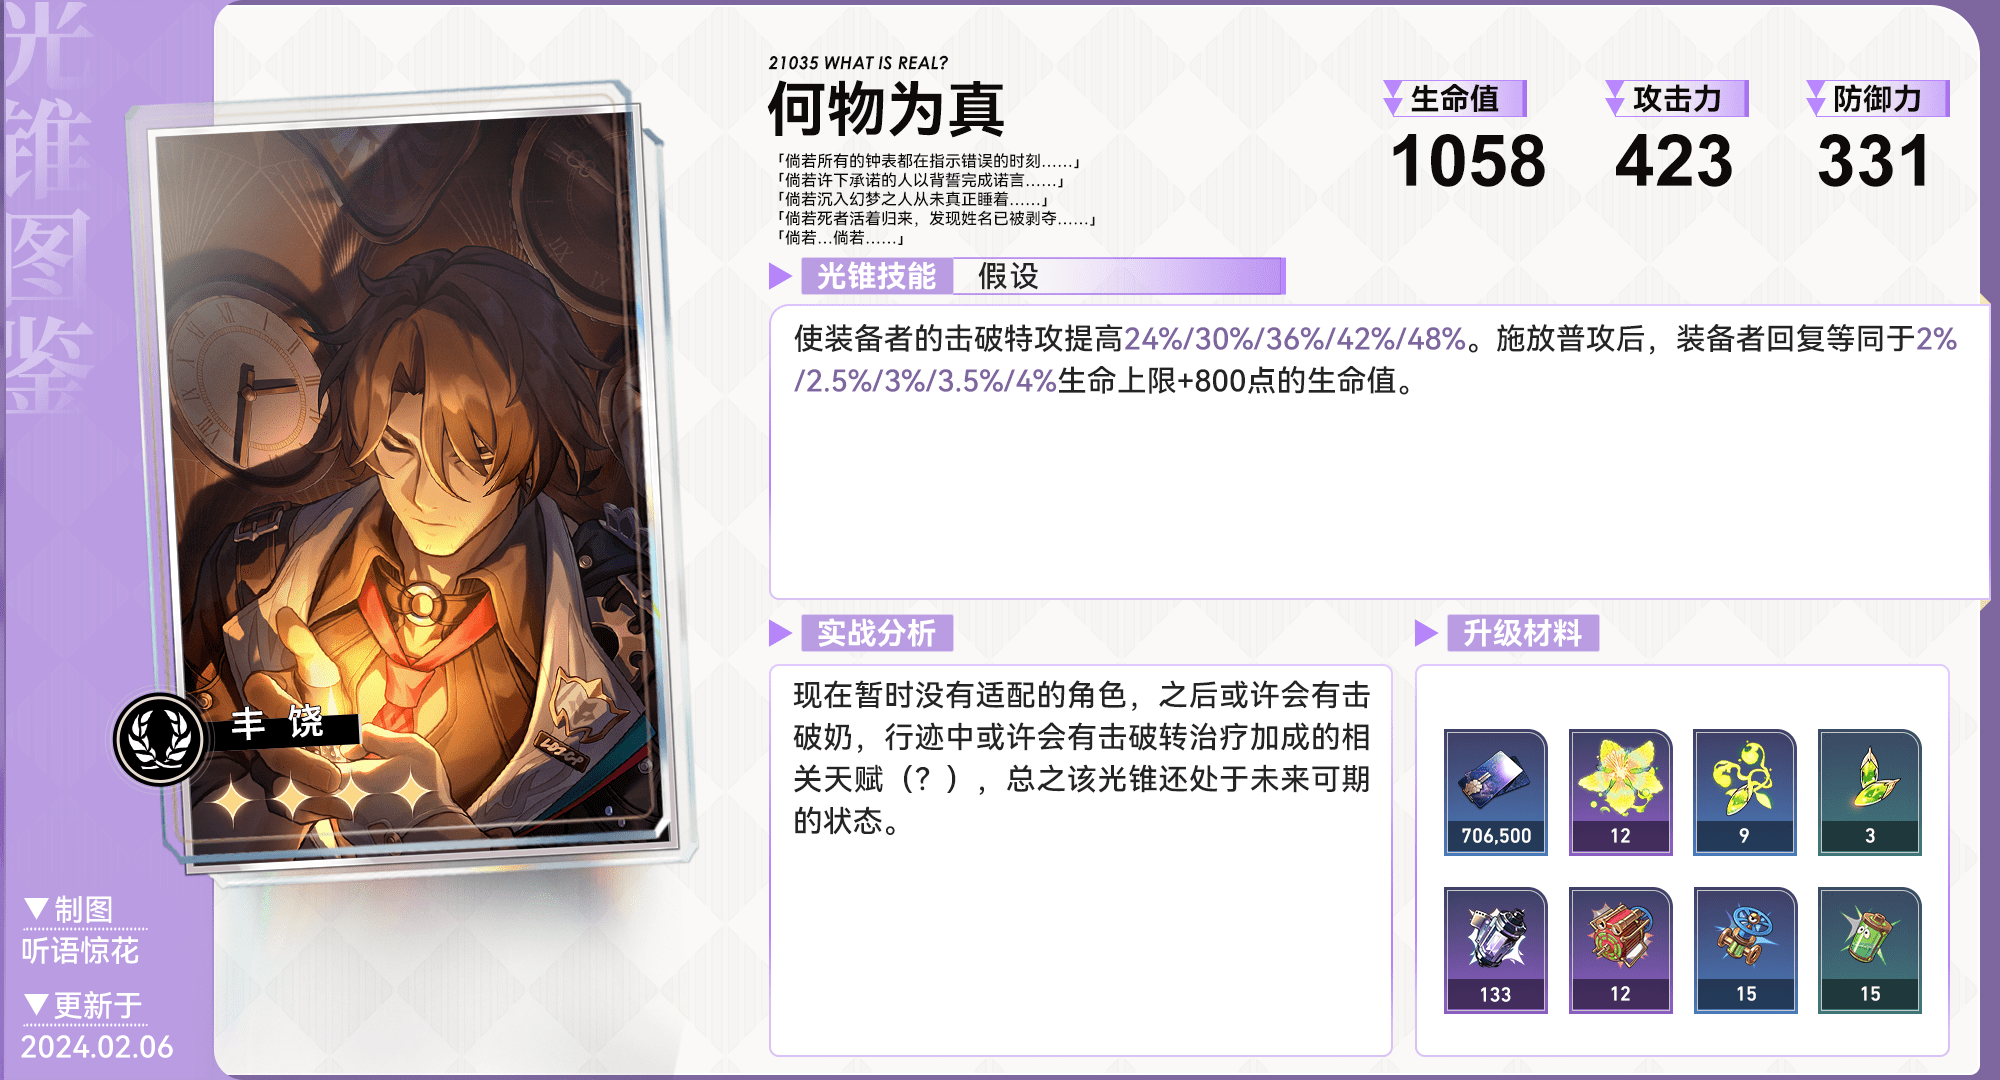 光锥图鉴
21035 WHAT IS REAL?
何物为真
「倘若所有的钟表都在指示错误的时刻……」
「倘若许下承诺的人以背誓完成诺言……」
「倘若沉入幻梦之人从未真正睡着……」
「倘若死者活着归来，发现姓名已被剥夺……」
「倘若…倘若……」
生命值 攻击力 防御力
1058 423 331
光锥技能 假设
使装备者的击破特攻提高24%/30%/36%/42%/48%。施放普攻后，装备者回复等同于2%
/2.5%/3%/3.5%/4%生命上限+800点的生命值。
丰饶
实战分析
现在暂时没有适配的角色，之后或许会有击
破奶，行迹中或许会有击破转治疗加成的相
关天赋（？），总之该光锥还处于未来可期
的状态。
升级材料
706,500 12 9 3
133 12 15 15
▼制图
听语惊花
▼更新于
2024.02.06